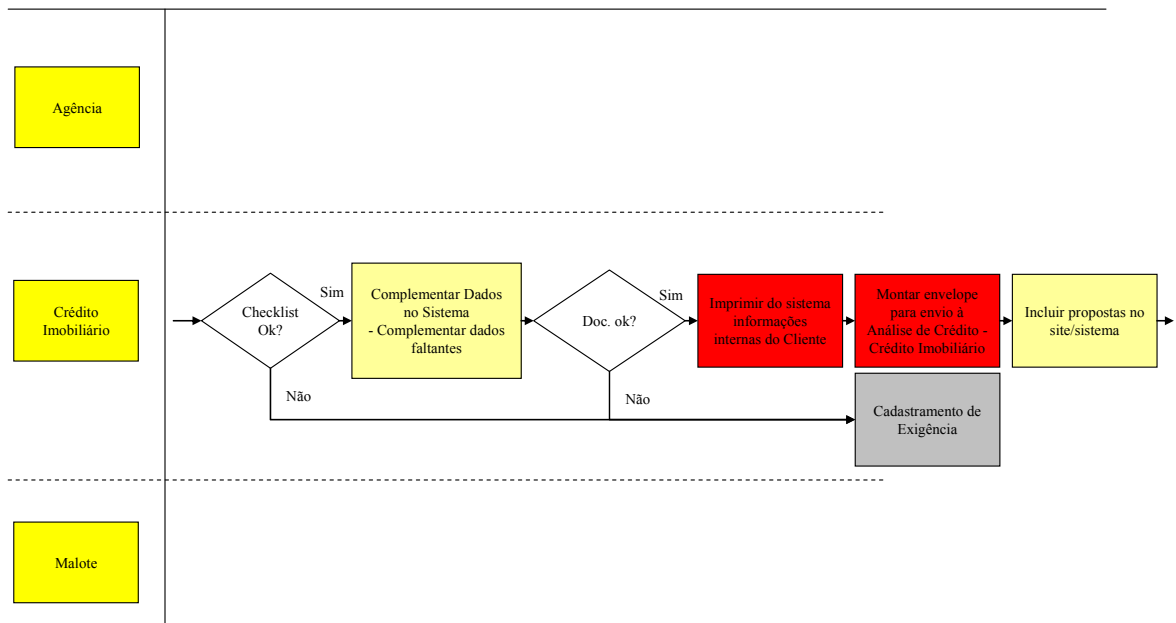 Agência
Crédito
Imobiliário
Checklist
Ok?
Sim
Não
Complementar Dados
no Sistema
- Complementar dados
faltantes
Doc. ok?
Sim
Não
Imprimir do sistema
informações
internas do Cliente
Montar envelope
para envio à
Análise de Crédito -
Crédito Imobiliário
Incluir propostas no
site/sistema
Cadastramento de
Exigência
Malote